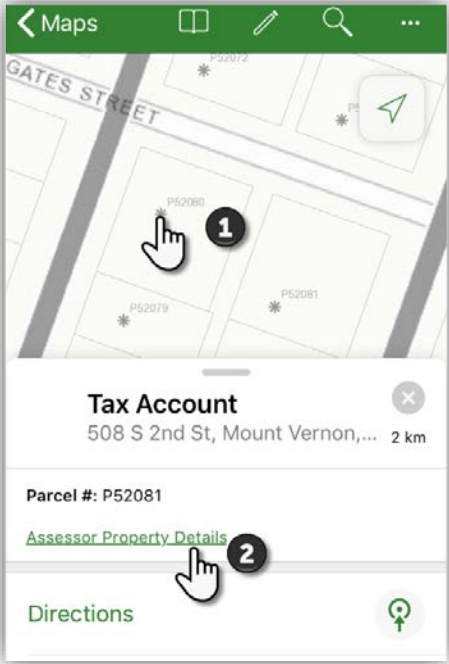 Maps
P52072
GATES STREET
P52080
1
P52079
P52081
Tax Account
508 S 2nd St, Mount Vernon,...
2 km
Parcel #: P52081
Assessor Property Details
2
Directions